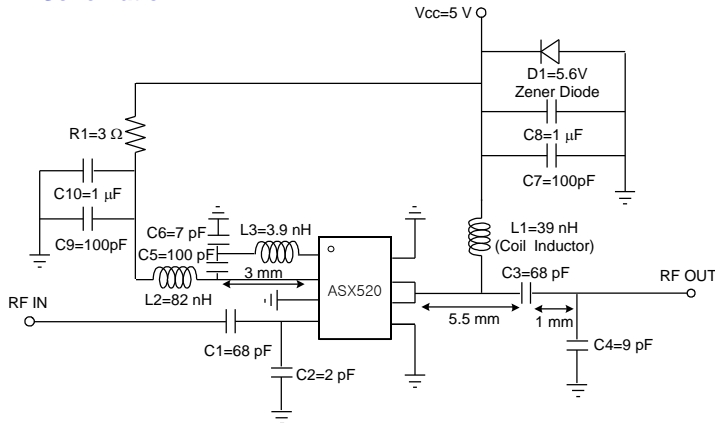 Vcc=5 V
D1=5.6V
Zener Diode
R1=3 Ω
C8=1 μF
C10=1 μF
C7=100pF
C6=7 pF
L3=3.9 nH
L1=39 nH
(Coil Inductor)
C9=100pF
C5=100 pF
3 mm
C3=68 pF
RF OUT
L2=82 nH
ASX520
RF IN
5.5 mm
1 mm
C1=68 pF
C4=9 pF
C2=2 pF